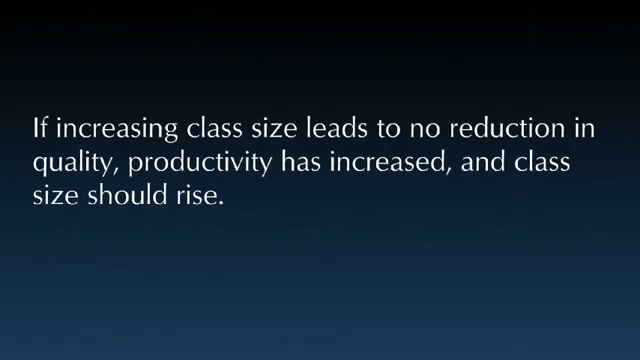 If increasing class size leads to no reduction in
quality, productivity has increased, and class
size should rise.